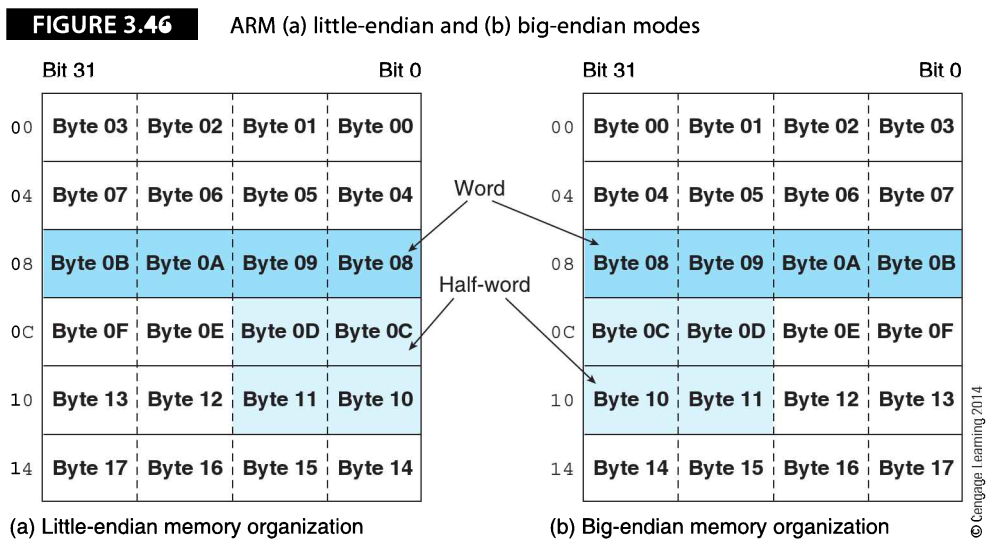 FIGURE 3.46 ARM (a) little-endian and (b) big-endian modes
Bit 31 Bit 0 Bit 31 Bit 0
00 Byte 03 Byte 02 Byte 01 Byte 00 00 Byte 00 Byte 01 Byte 02 Byte 03
04 Byte 07 Byte 06 Byte 05 Byte 04 Word 04 Byte 04 Byte 05 Byte 06 Byte 07
08 Byte 0B Byte 0A Byte 09 Byte 08 08 Byte 08 Byte 09 Byte 0A Byte 0B
Half-word
0C Byte 0F Byte 0E Byte 0D Byte 0C 0C Byte 0C Byte 0D Byte 0E Byte 0F
10 Byte 13 Byte 12 Byte 11 Byte 10 10 Byte 10 Byte 11 Byte 12 Byte 13
14 Byte 17 Byte 16 Byte 15 Byte 14 14 Byte 14 Byte 15 Byte 16 Byte 17
(a) Little-endian memory organization (b) Big-endian memory organization
© Cengage Learning 2014